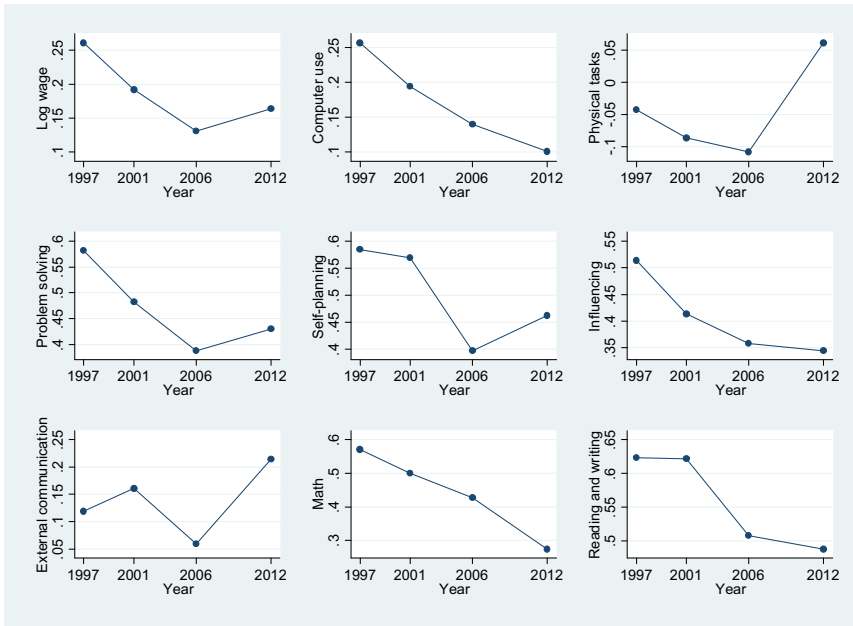 Log wage
.25
.2
.15
.1
1997 2001 2006 2012
Year
Computer use
.25
.2
.15
.1
1997 2001 2006 2012
Year
Physical tasks
.05
0
-.05
-.1
1997 2001 2006 2012
Year
Problem solving
.6
.55
.5
.45
.4
1997 2001 2006 2012
Year
Self-planning
.6
.55
.5
.45
.4
1997 2001 2006 2012
Year
Influencing
.55
.5
.45
.4
.35
1997 2001 2006 2012
Year
External communication
.25
.2
.15
.1
.05
1997 2001 2006 2012
Year
Math
.6
.5
.4
.3
1997 2001 2006 2012
Year
Reading and writing
.65
.6
.55
.5
1997 2001 2006 2012
Year